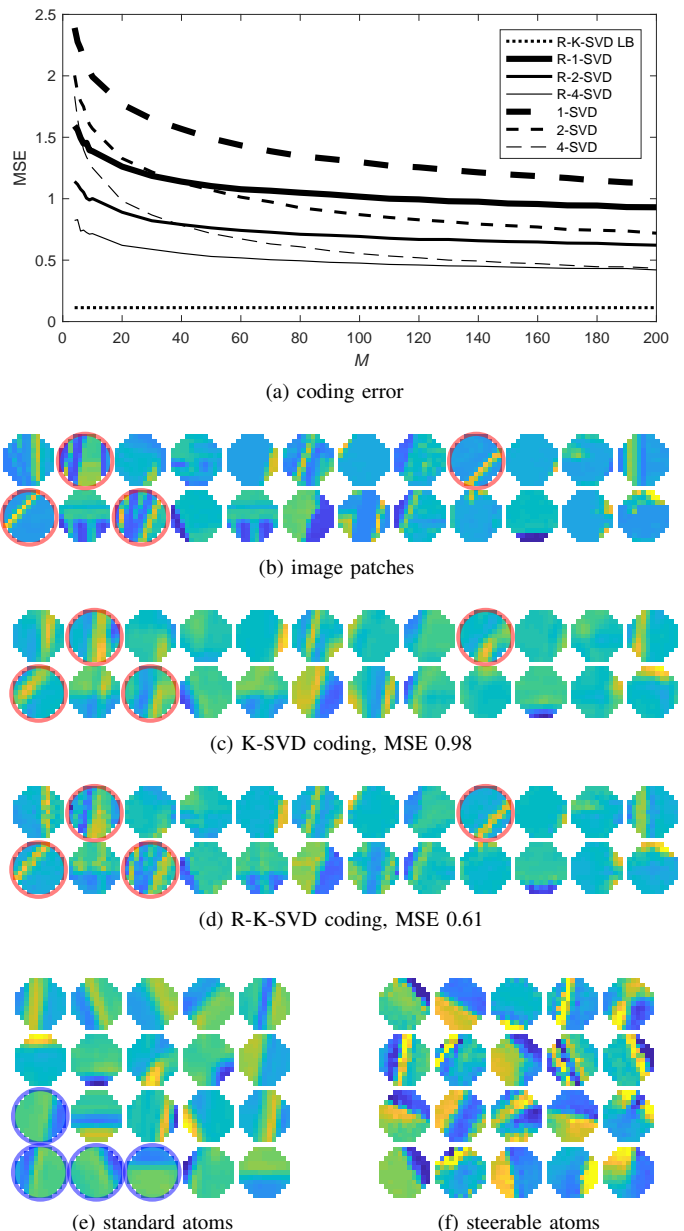 2.5
2
1.5
1
0.5
0
MSE
R-K-SVD LB
R-1-SVD
R-2-SVD
R-4-SVD
1-SVD
2-SVD
4-SVD
0 20 40 60 80 100 120 140 160 180 200
M
(a) coding error
(b) image patches
(c) K-SVD coding, MSE 0.98
(d) R-K-SVD coding, MSE 0.61
(e) standard atoms
(f) steerable atoms